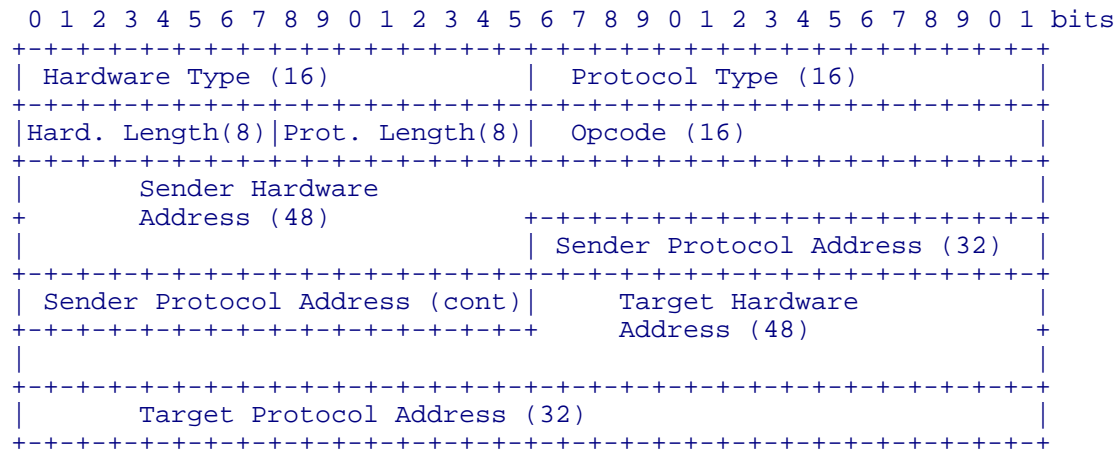 0 1 2 3 4 5 6 7 8 9 0 1 2 3 4 5 6 7 8 9 0 1 2 3 4 5 6 7 8 9 0 1 bits
+-+-+-+-+-+-+-+-+-+-+-+-+-+-+-+-+-+-+-+-+-+-+-+-+-+-+-+-+-+-+-+-+
| Hardware Type (16)            |  Protocol Type (16)           |
+-+-+-+-+-+-+-+-+-+-+-+-+-+-+-+-+-+-+-+-+-+-+-+-+-+-+-+-+-+-+-+-+
|Hard. Length(8)|Prot. Length(8)|  Opcode (16)                  |
+-+-+-+-+-+-+-+-+-+-+-+-+-+-+-+-+-+-+-+-+-+-+-+-+-+-+-+-+-+-+-+-+
|       Sender Hardware                                         |
+       Address (48)            +-+-+-+-+-+-+-+-+-+-+-+-+-+-+-+-+
|                               | Sender Protocol Address (32)  |
+-+-+-+-+-+-+-+-+-+-+-+-+-+-+-+-+-+-+-+-+-+-+-+-+-+-+-+-+-+-+-+-+
| Sender Protocol Address (cont)|     Target Hardware           |
+-+-+-+-+-+-+-+-+-+-+-+-+-+-+-+-+     Address (48)              +
|                                                               |
+-+-+-+-+-+-+-+-+-+-+-+-+-+-+-+-+-+-+-+-+-+-+-+-+-+-+-+-+-+-+-+-+
|       Target Protocol Address (32)                            |
+-+-+-+-+-+-+-+-+-+-+-+-+-+-+-+-+-+-+-+-+-+-+-+-+-+-+-+-+-+-+-+-+